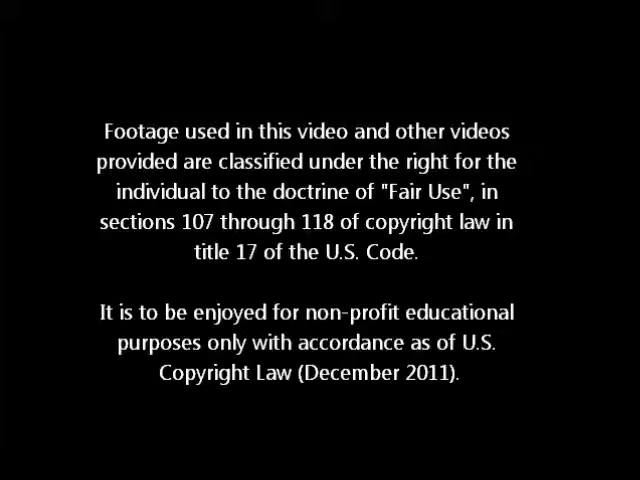 Footage used in this video and other videos
provided are classified under the right for the
individual to the doctrine of "Fair Use", in
sections 107 through 118 of copyright law in
title 17 of the U.S. Code.
It is to be enjoyed for non-profit educational
purposes only with accordance as of U.S.
Copyright Law (December 2011).